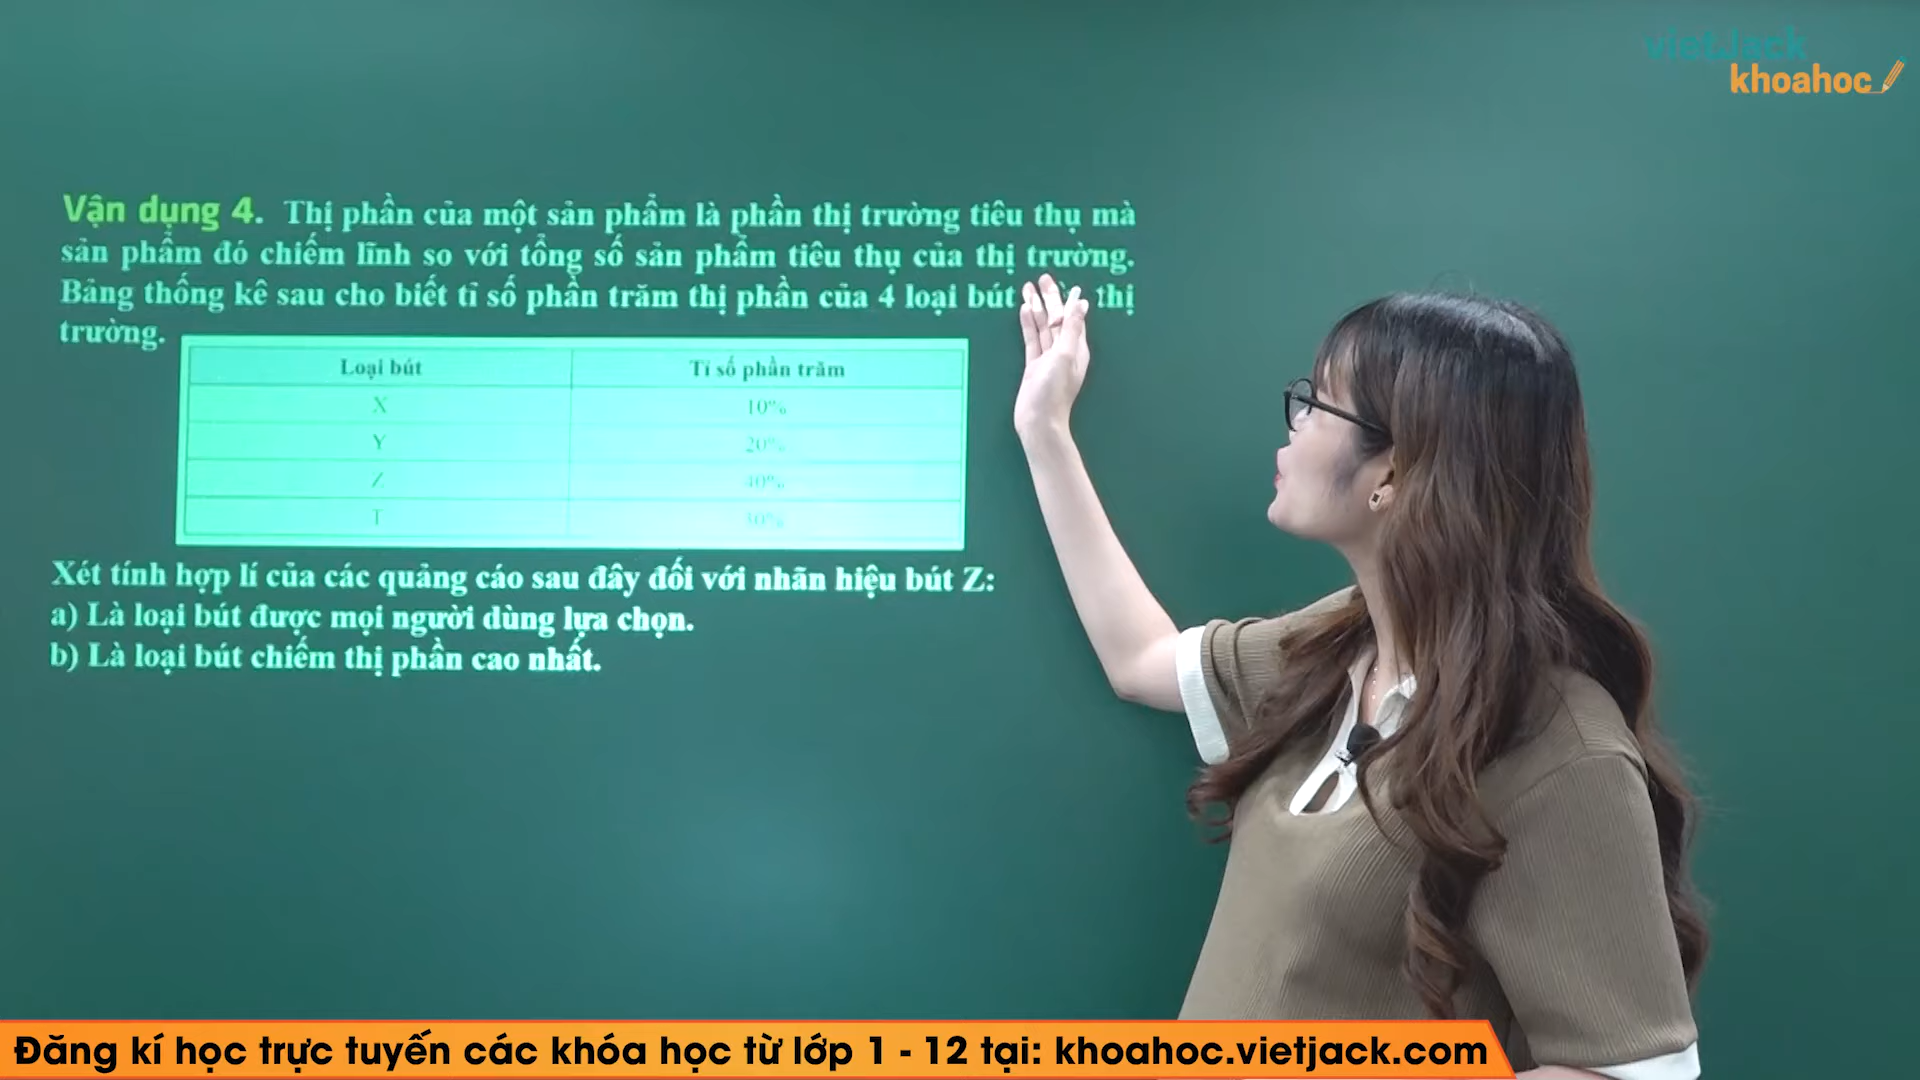 vietJack
khoahoc
Vận dụng 4. Thị phần của một sản phẩm là phần thị trường tiêu thụ mà
sản phẩm đó chiếm lĩnh so với tổng số sản phẩm tiêu thụ của thị trường.
Bảng thống kê sau cho biết tỉ số phần trăm thị phần của 4 loại bút thị
trường.
Loại bút Tỉ số phần trăm
X 10%
Y 20%
Z 40%
T 30%
Xét tính hợp lí của các quảng cáo sau đây đối với nhãn hiệu bút Z:
a) Là loại bút được mọi người dùng lựa chọn.
b) Là loại bút chiếm thị phần cao nhất.
Đăng kí học trực tuyến các khóa học từ lớp 1 - 12 tại: khoahoc.vietjack.com